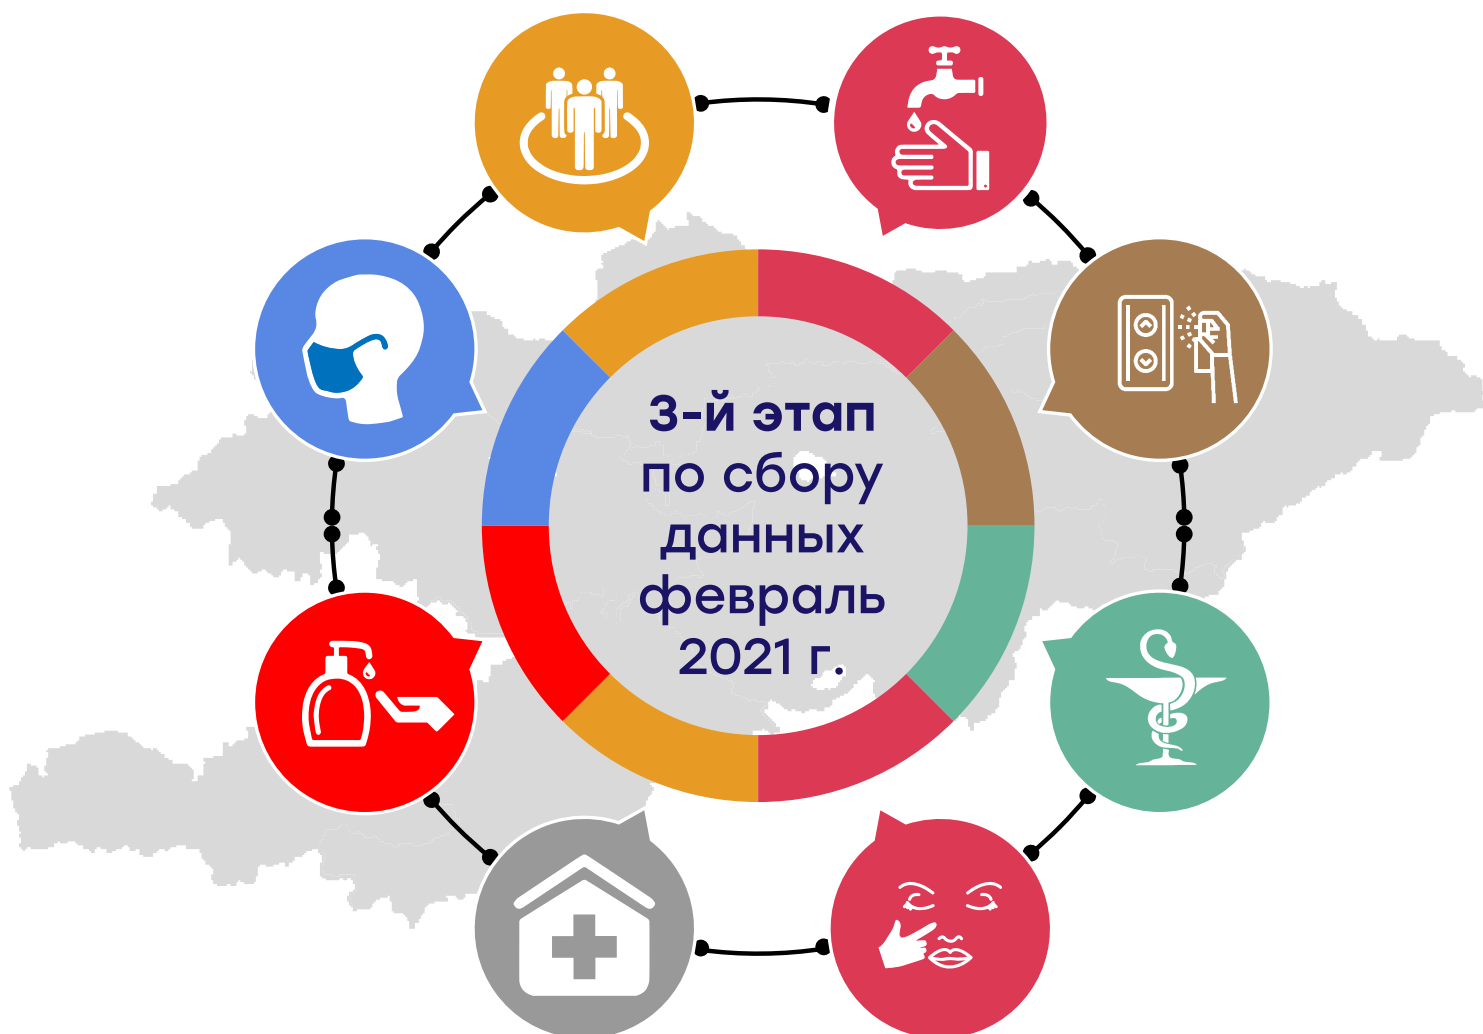 3-й этап
по сбору
данных
февраль
2021 г.